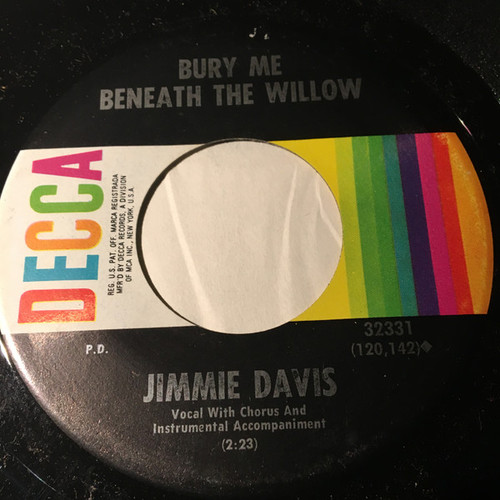 BURY ME
BENEATH THE WILLOW
DECCA
REG. U.S. PAT. OFF. MARCA REGISTRADA
MFR'D BY DECCA RECORDS, A DIVISION
OF MCA INC., NEW YORK, U.S.A.
P.D.
32331
(120,142)◆
JIMMIE DAVIS
Vocal With Chorus And
Instrumental Accompaniment
(2:23)